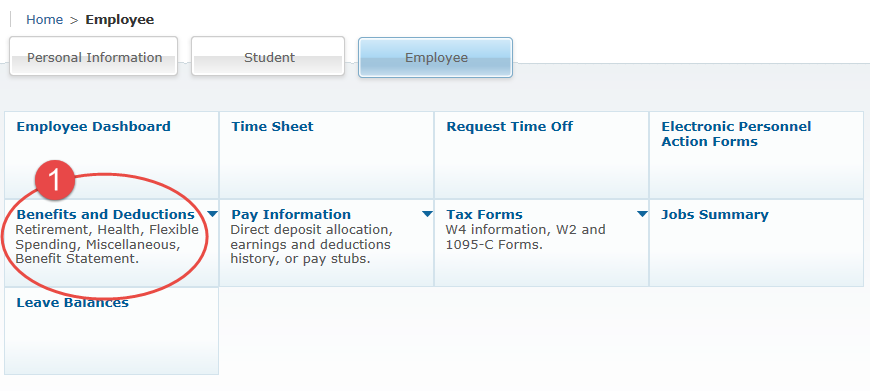 Home > Employee
Personal Information
Student
Employee
Employee Dashboard
Time Sheet
Request Time Off
Electronic Personnel
Action Forms
1
Benefits and Deductions
Retirement, Health, Flexible
Spending, Miscellaneous,
Benefit Statement.
Pay Information
Direct deposit allocation,
earnings and deductions
history, or pay stubs.
Tax Forms
W4 information, W2 and
1095-C Forms.
Jobs Summary
Leave Balances